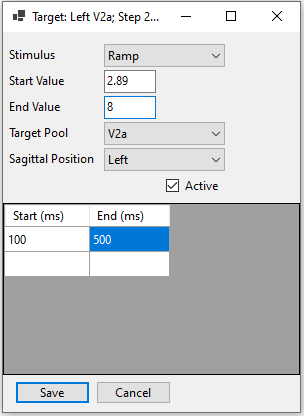 Target: Left V2a; Step 2...
Stimulus Ramp
Start Value 2.89
End Value 8
Target Pool V2a
Sagittal Position Left
Active
Start (ms) End (ms)
100 500
Save Cancel